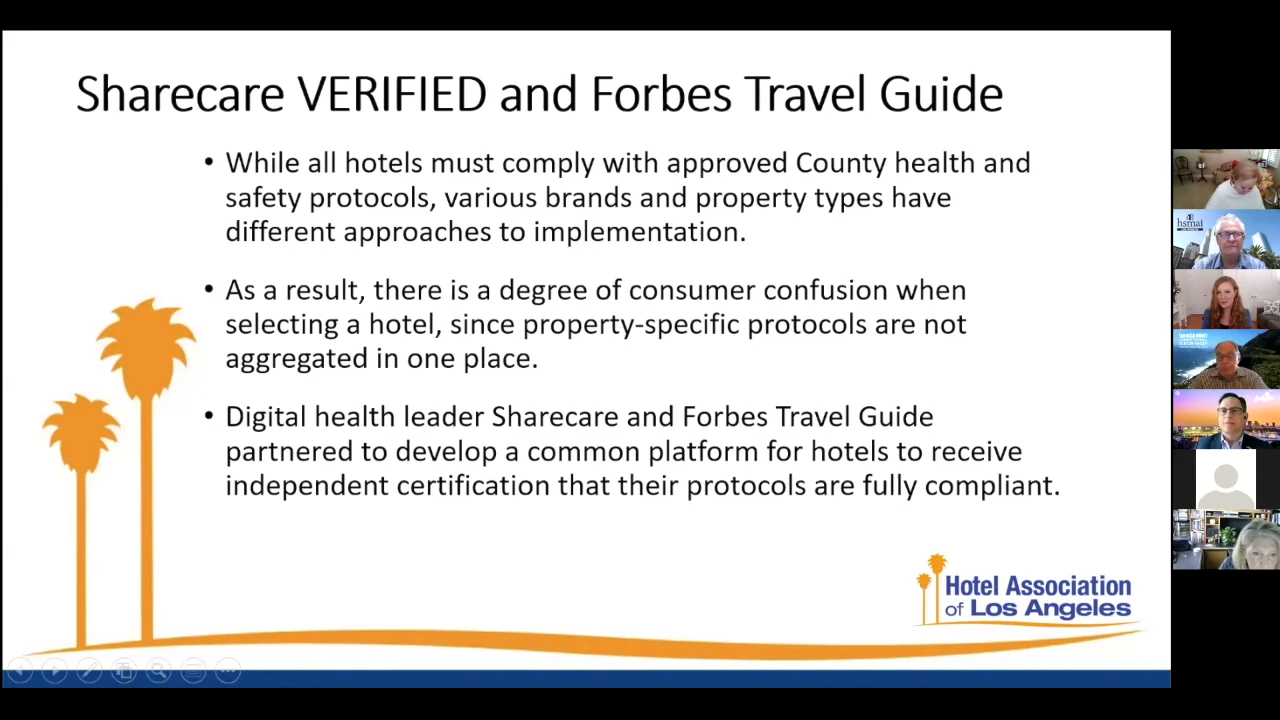 Sharecare VERIFIED and Forbes Travel Guide
• While all hotels must comply with approved County health and
safety protocols, various brands and property types have
different approaches to implementation.
• As a result, there is a degree of consumer confusion when
selecting a hotel, since property-specific protocols are not
aggregated in one place.
• Digital health leader Sharecare and Forbes Travel Guide
partnered to develop a common platform for hotels to receive
independent certification that their protocols are fully compliant.
Hotel Association
of Los Angeles
hsmai